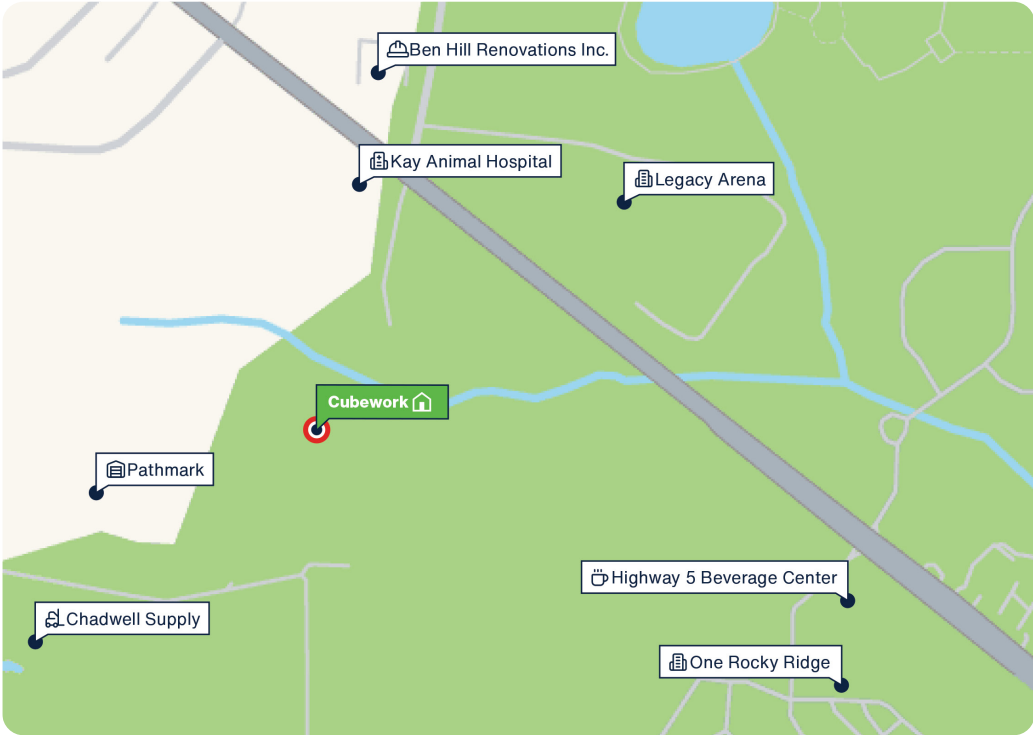 Ben Hill Renovations Inc.
Kay Animal Hospital
Legacy Arena
Cubework
Pathmark
Highway 5 Beverage Center
Chadwell Supply
One Rocky Ridge